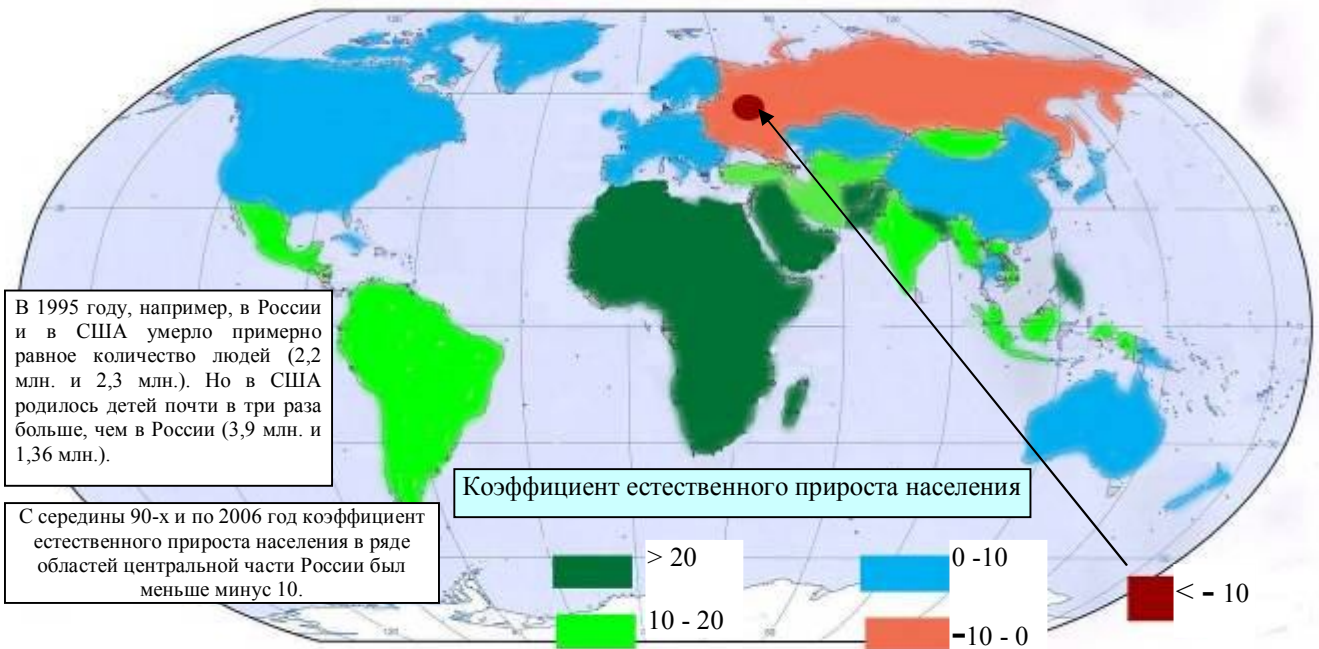 В 1995 году, например, в России
и в США умерло примерно
равное количество людей (2,2
млн. и 2,3 млн.). Но в США
родилось детей почти в три раза
больше, чем в России (3,9 млн. и
1,36 млн.).
Коэффициент естественного прироста населения
С середины 90-х и по 2006 год коэффициент
естественного прироста населения в ряде
областей центральной части России был
меньше минус 10.
> 20
0 -10
< - 10
10 - 20
-10 - 0